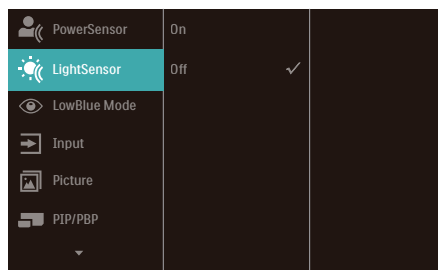 PowerSensor
On
LightSensor
Off
LowBlue Mode
Input
Picture
PIP/PBP